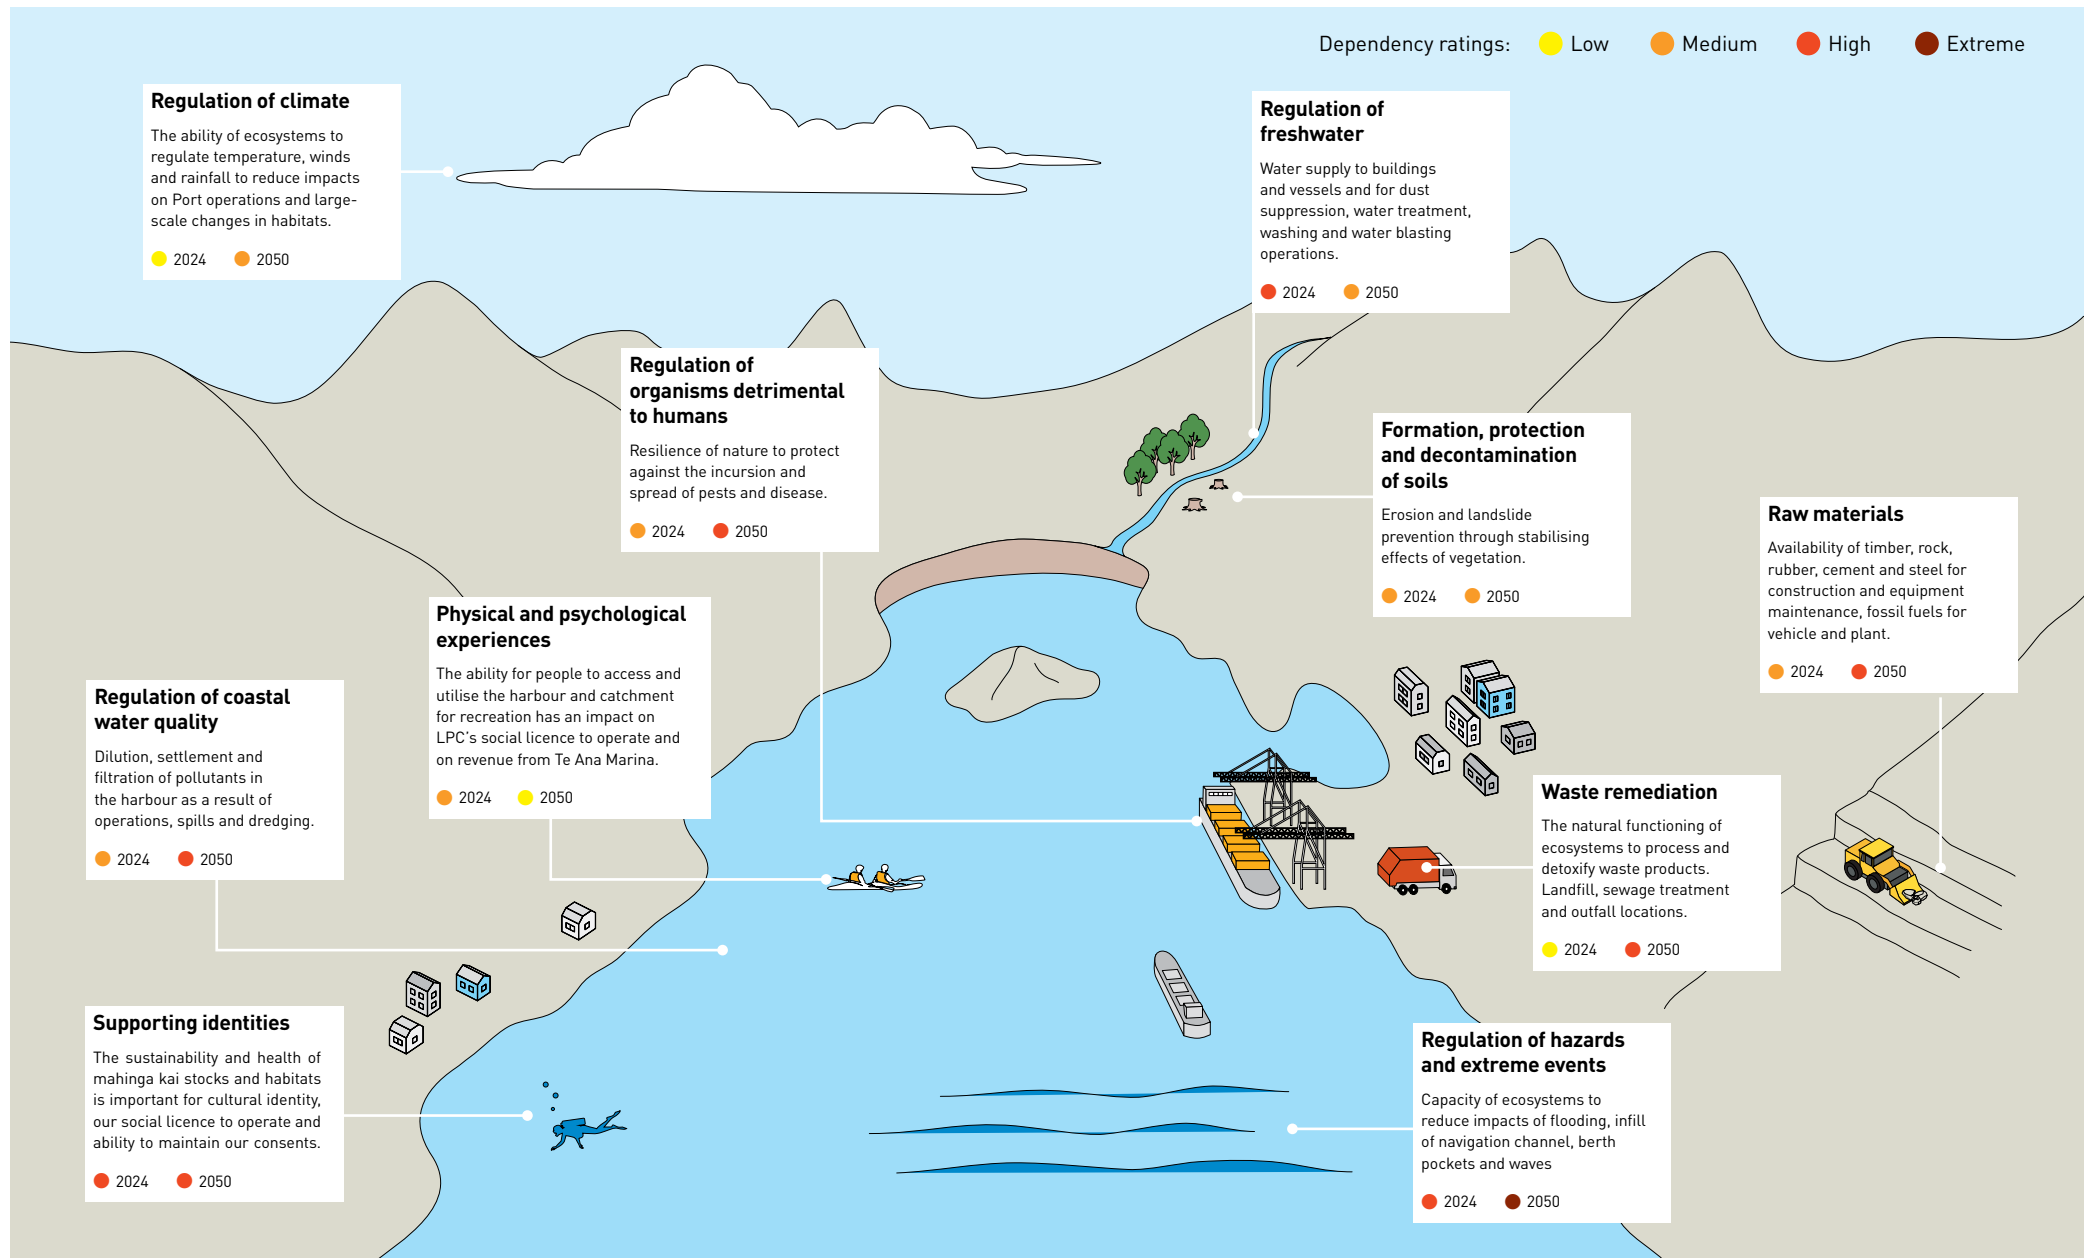 Dependency ratings: Low Medium High Extreme
Regulation of climate
The ability of ecosystems to
regulate temperature, winds
and rainfall to reduce impacts
on Port operations and large-
scale changes in habitats.
2024 2050
Regulation of
freshwater
Water supply to buildings
and vessels and for dust
suppression, water treatment,
washing and water blasting
operations.
2024 2050
Regulation of
organisms detrimental
to humans
Resilience of nature to protect
against the incursion and
spread of pests and disease.
2024 2050
Formation, protection
and decontamination
of soils
Erosion and landslide
prevention through stabilising
effects of vegetation.
2024 2050
Raw materials
Availability of timber, rock,
rubber, cement and steel for
construction and equipment
maintenance, fossil fuels for
vehicle and plant.
2024 2050
Physical and psychological
experiences
The ability for people to access and
utilise the harbour and catchment
for recreation has an impact on
LPC's social licence to operate and
on revenue from Te Ana Marina.
2024 2050
Regulation of coastal
water quality
Dilution, settlement and
filtration of pollutants in
the harbour as a result of
operations, spills and dredging.
2024 2050
Waste remediation
The natural functioning of
ecosystems to process and
detoxify waste products.
Landfill, sewage treatment
and outfall locations.
2024 2050
Supporting identities
The sustainability and health of
mahinga kai stocks and habitats
is important for cultural identity,
our social licence to operate and
ability to maintain our consents.
2024 2050
Regulation of hazards
and extreme events
Capacity of ecosystems to
reduce impacts of flooding, infill
of navigation channel, berth
pockets and waves
2024 2050